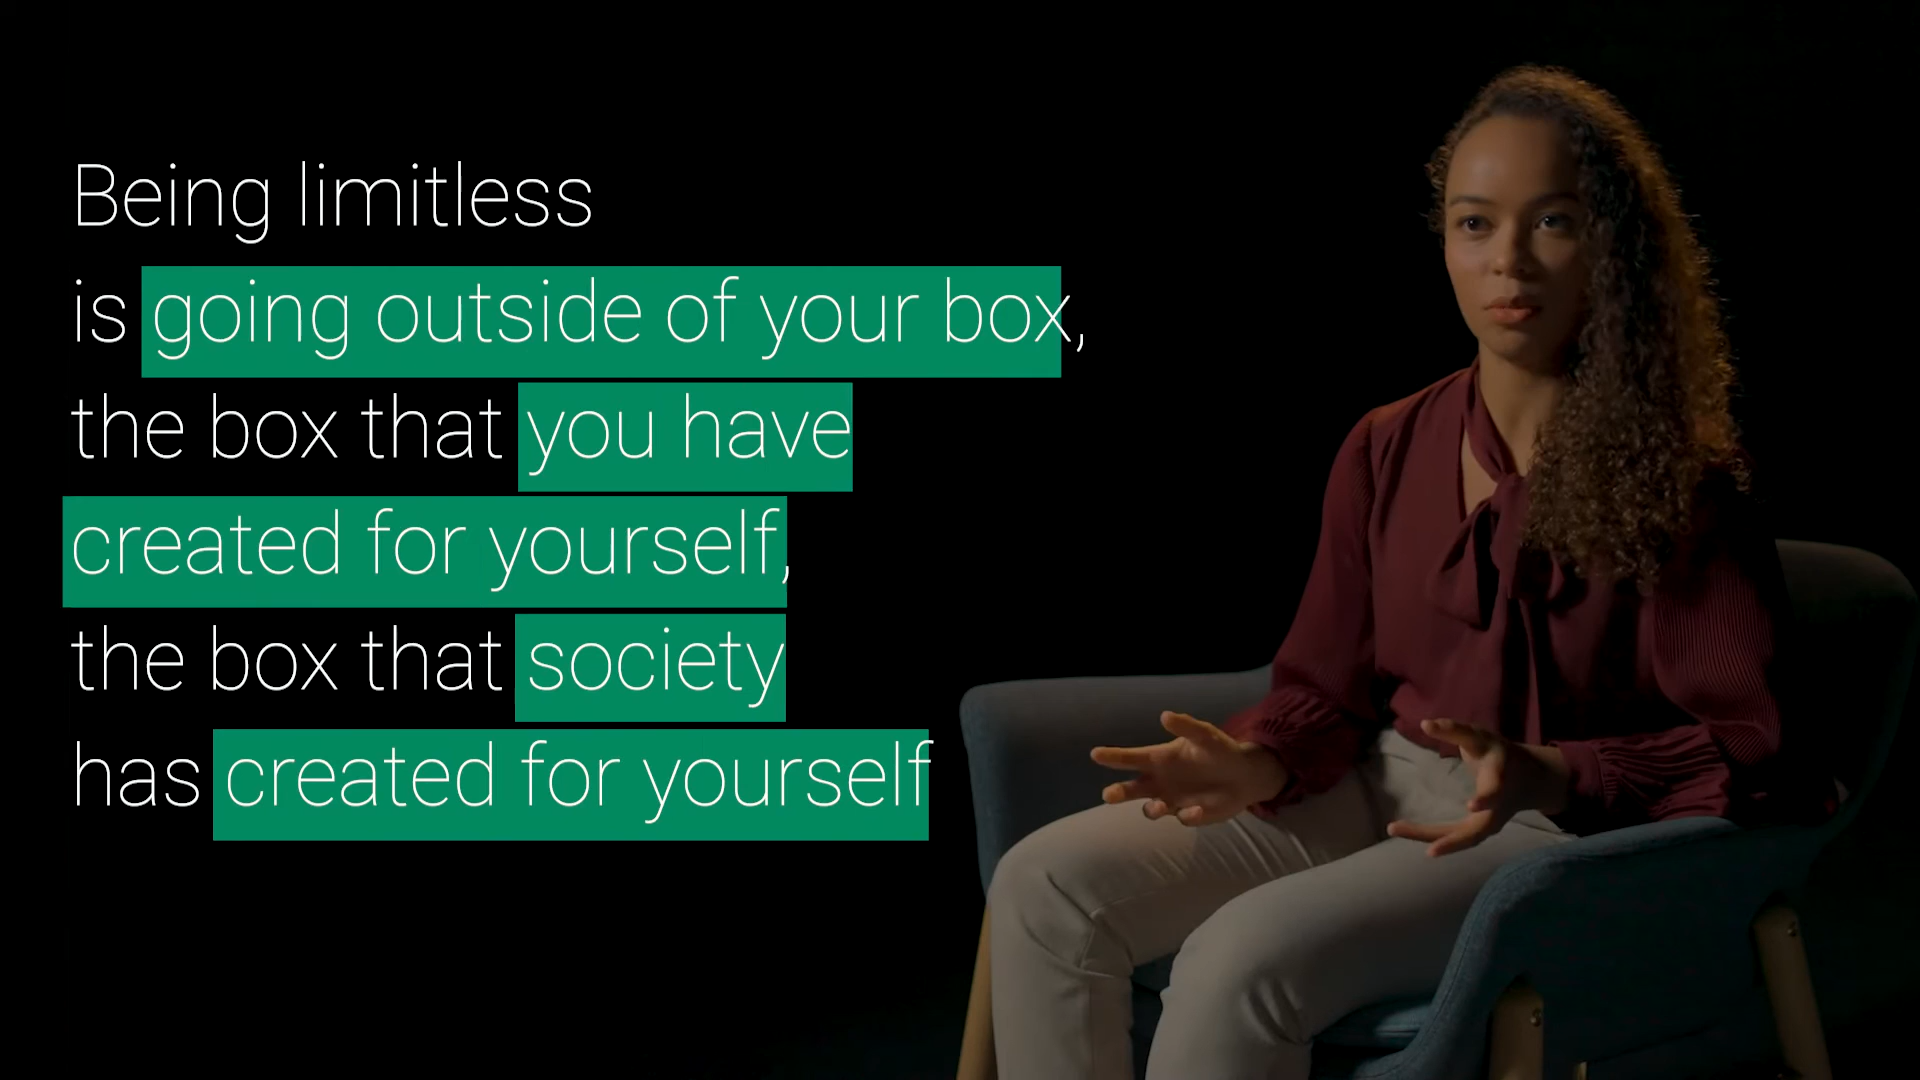 Being limitless
is going outside of your box,
the box that you have
created for yourself,
the box that society
has created for yourself